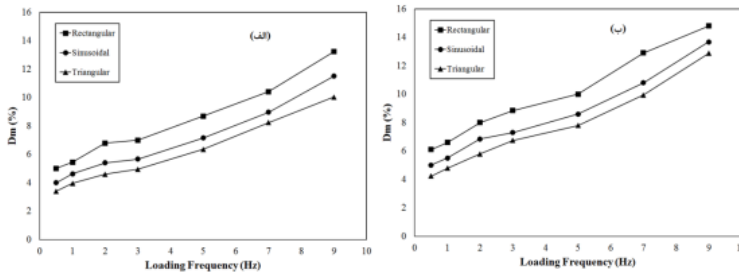 16
14
12
10
8
6
4
2
0
Dm (%)
Rectangular
Sinusoidal
Triangular
(الف)
0 1 2 3 4 5 6 7 8 9 10
Loading Frequency (Hz)
16
14
12
10
8
6
4
2
0
Dm (%)
Rectangular
Sinusoidal
Triangular
(ب)
0 1 2 3 4 5 6 7 8 9
Loading Frequency (Hz)